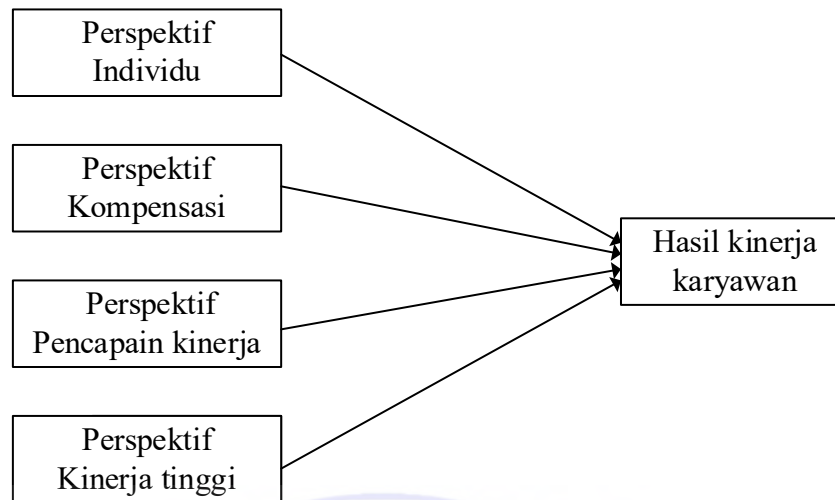 Perspektif
Individu
Perspektif
Kompensasi
Perspektif
Pencapain kinerja
Perspektif
Kinerja tinggi
Hasil kinerja
karyawan